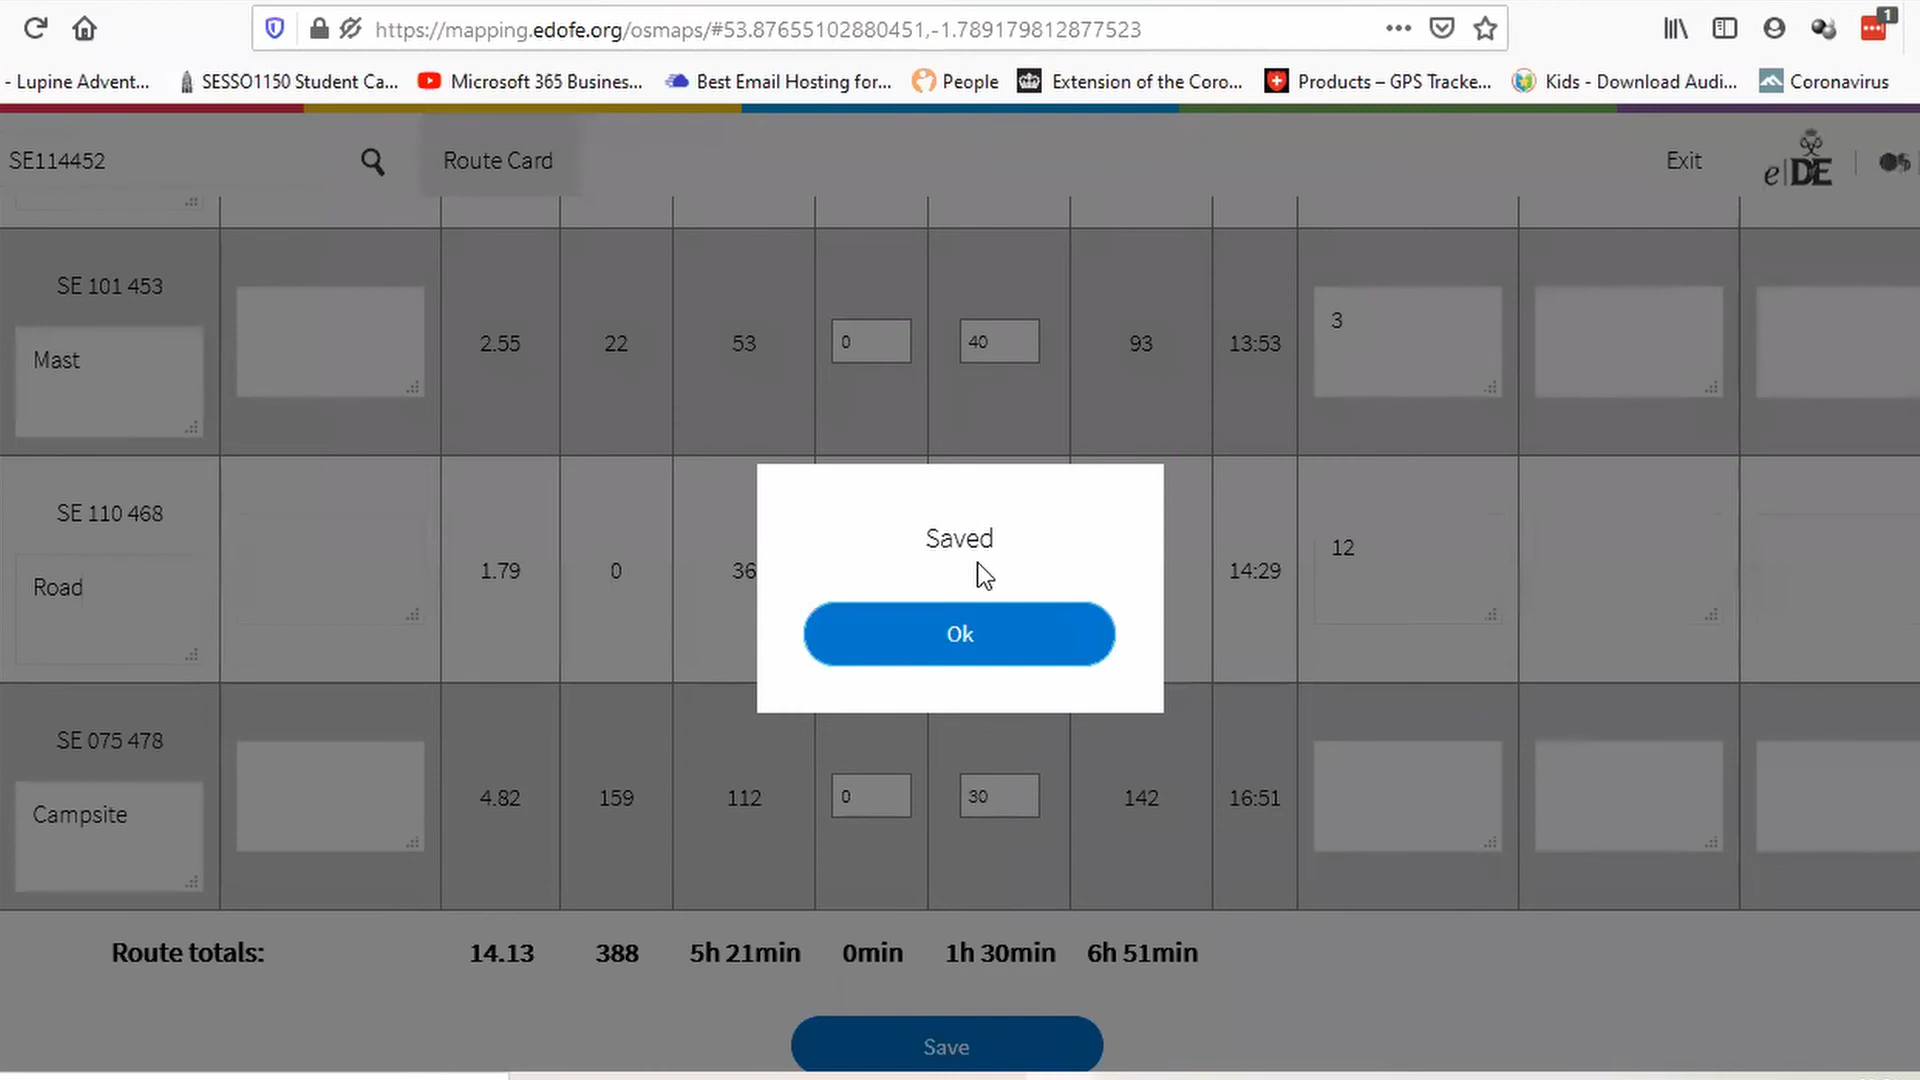 https://mapping.edofe.org/osmaps/#53.87655102880451,-1.789179812877523
1
- Lupine Advent...
SESSO1150 Student Ca...
Microsoft 365 Busines...
Best Email Hosting for...
People
Extension of the Coro...
Products – GPS Tracke...
Kids - Download Audi...
Coronavirus
SE114452
Route Card
Exit
e|DE
OS
SE 101 453
Mast
2.55
22
53
0
40
93
13:53
3
SE 110 468
Road
1.79
0
36
14:29
12
Saved
Ok
SE 075 478
Campsite
4.82
159
112
0
30
142
16:51
Route totals:
14.13
388
5h 21min
0min
1h 30min
6h 51min
Save